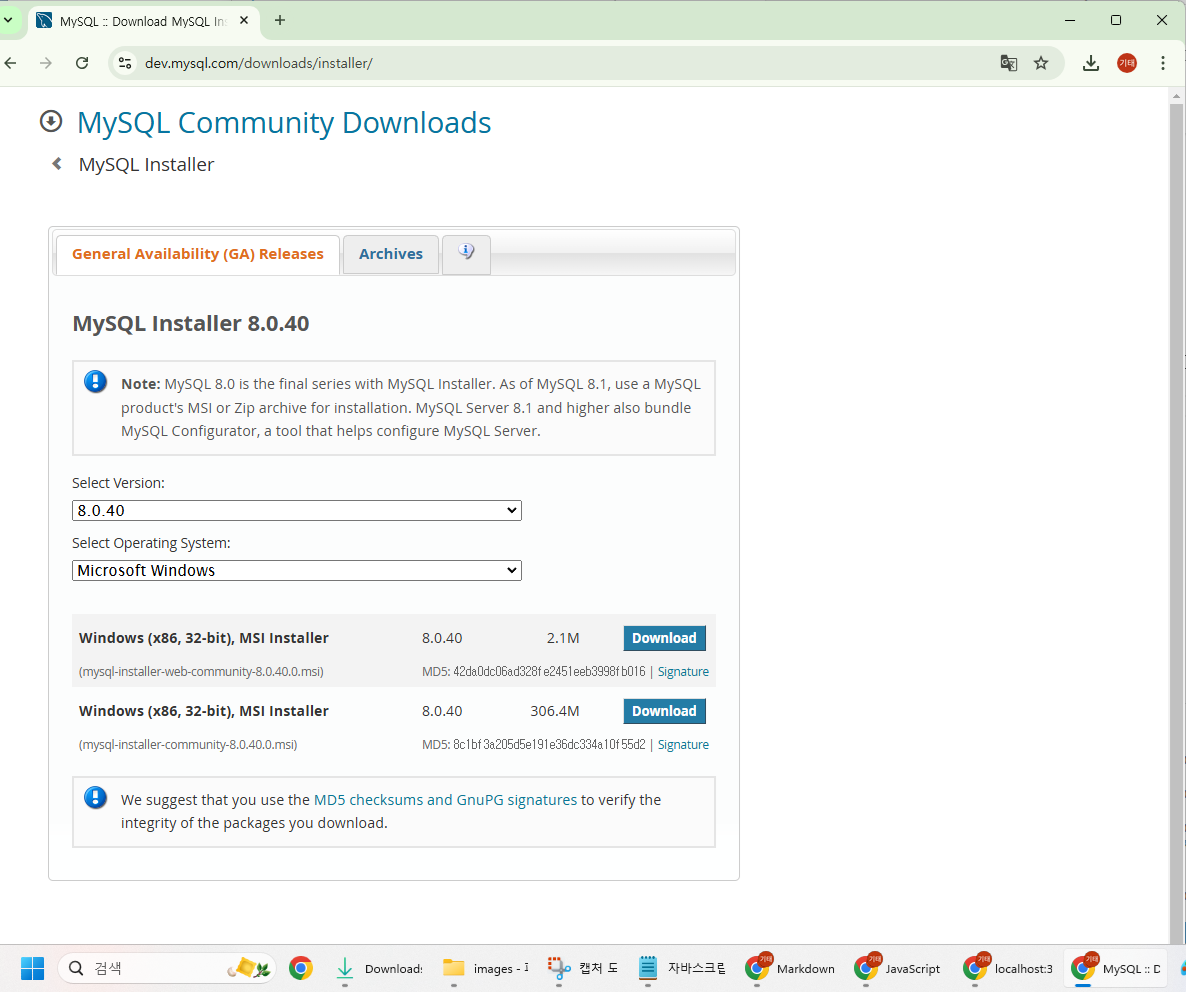 MySQL :: Download MySQL Ins
dev.mysql.com/downloads/installer/
기태
MySQL Community Downloads
MySQL Installer
General Availability (GA) Releases
Archives
MySQL Installer 8.0.40
Note: MySQL 8.0 is the final series with MySQL Installer. As of MySQL 8.1, use a MySQL
product's MSI or Zip archive for installation. MySQL Server 8.1 and higher also bundle
MySQL Configurator, a tool that helps configure MySQL Server.
Select Version:
8.0.40
Select Operating System:
Microsoft Windows
Windows (x86, 32-bit), MSI Installer 8.0.40 2.1M Download
(mysql-installer-web-community-8.0.40.0.msi) MD5: 42da0dc06ad328fe2451eeb3998fb016 | Signature
Windows (x86, 32-bit), MSI Installer 8.0.40 306.4M Download
(mysql-installer-community-8.0.40.0.msi) MD5: 8c1bf3a205d5e191e36dc334a10f55d2 | Signature
We suggest that you use the MD5 checksums and GnuPG signatures to verify the
integrity of the packages you download.
검색 Downloads images - 캡처 도 자바스크립 기태 Markdown 기태 JavaScript 기태 localhost:3 기태 MySQL :: D